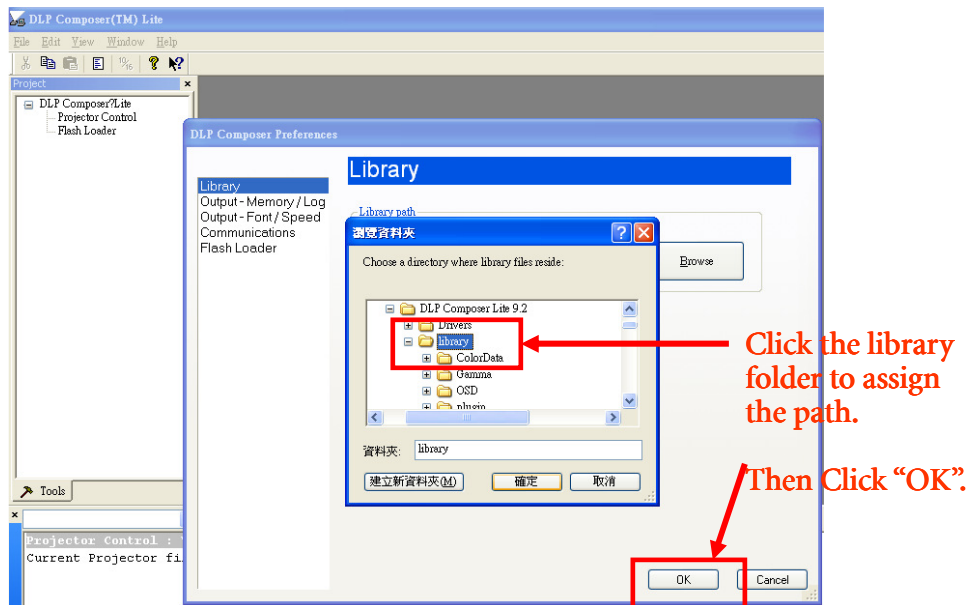 DLP Composer(TM) Lite
File Edit View Window Help
Project
DLP Composer?Lite
Projector Control
Flash Loader
Tools
Projector Control :
Current Projector fi
DLP Composer Preferences
Library
Output - Memory / Log
Output - Font / Speed
Communications
Flash Loader
Library
Library path
Browse
瀏覽資料夾
Choose a directory where library files reside:
DLP Composer Lite 9.2
Drivers
library
ColorData
Gamma
OSD
plugin
資料夾: library
建立新資料夾(M) 確定 取消
OK Cancel
Click the library
folder to assign
the path.
Then Click “OK”.